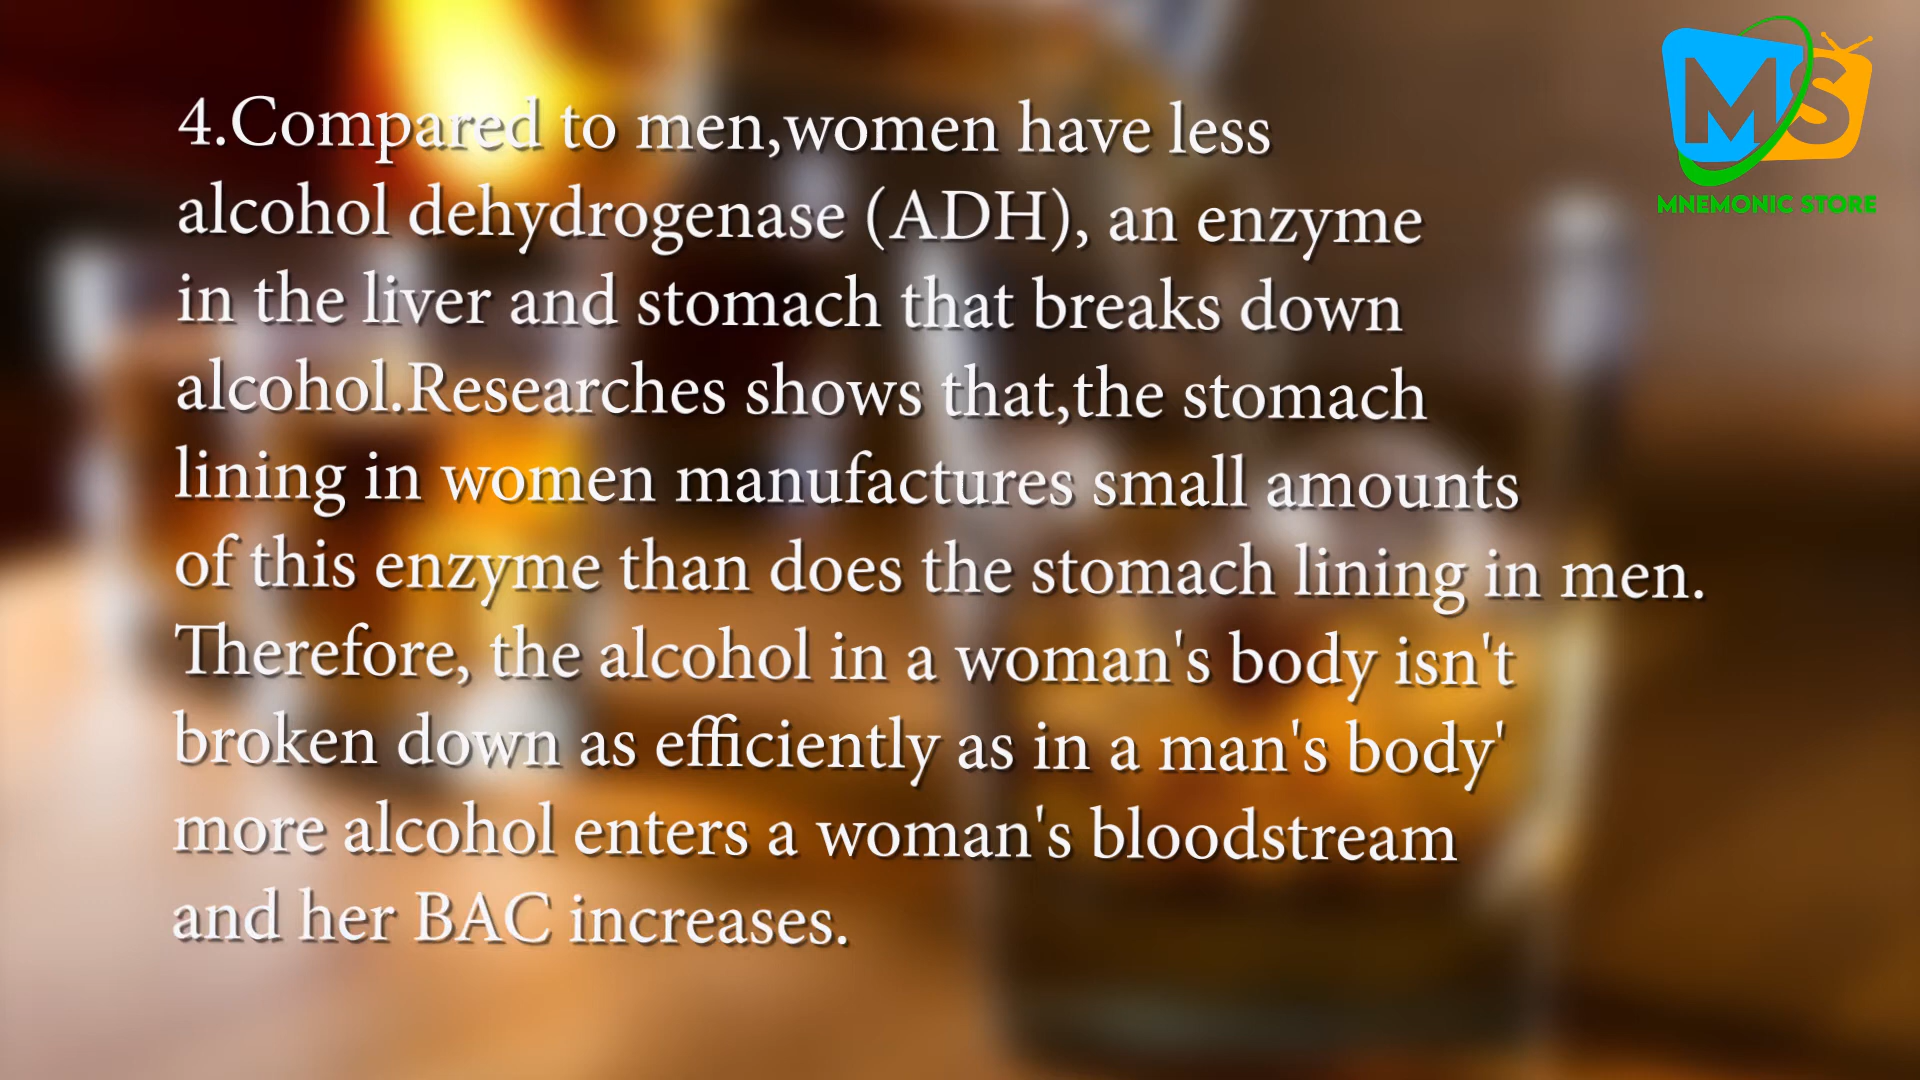 MS
MNEMONIC STORE
4.Compared to men,women have less
alcohol dehydrogenase (ADH), an enzyme
in the liver and stomach that breaks down
alcohol.Researches shows that,the stomach
lining in women manufactures small amounts
of this enzyme than does the stomach lining in men.
Therefore, the alcohol in a woman's body isn't
broken down as efficiently as in a man's body'
more alcohol enters a woman's bloodstream
and her BAC increases.